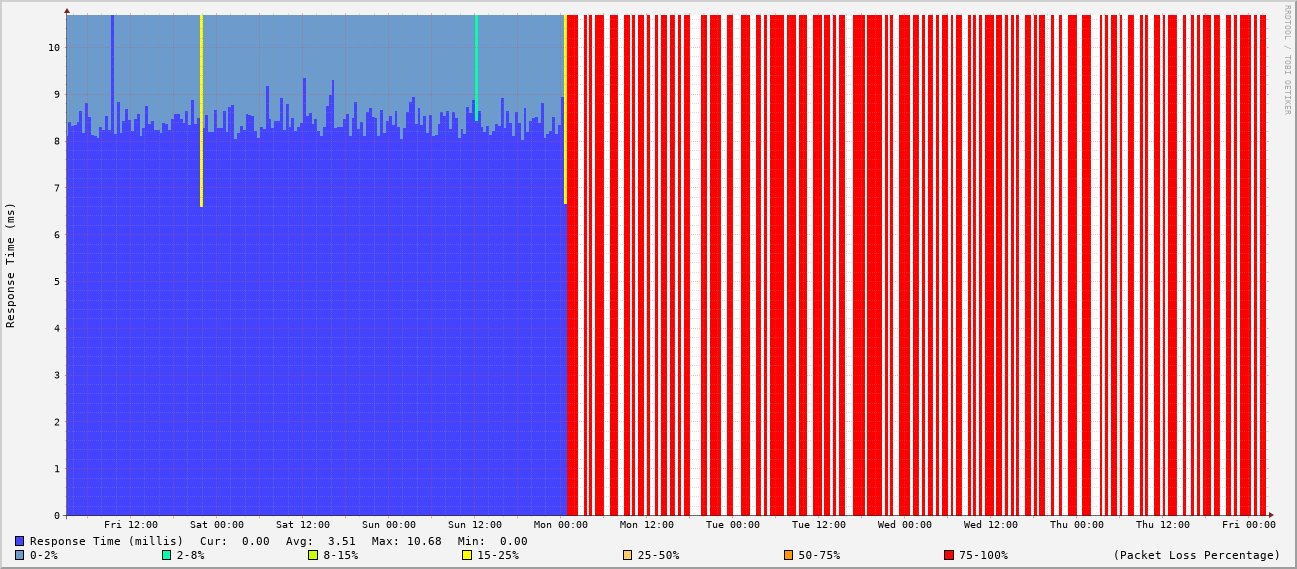 RRDTOOL / TOBI OETIKER
Response Time (ms)
10
9
8
7
6
5
4
3
2
1
0
Fri 12:00 Sat 00:00 Sat 12:00 Sun 00:00 Sun 12:00 Mon 00:00 Mon 12:00 Tue 00:00 Tue 12:00 Wed 00:00 Wed 12:00 Thu 00:00 Thu 12:00 Fri 00:00
Response Time (millis) Cur: 0.00 Avg: 3.51 Max: 10.68 Min: 0.00
0-2% 2-8% 8-15% 15-25% 25-50% 50-75% 75-100% (Packet Loss Percentage)